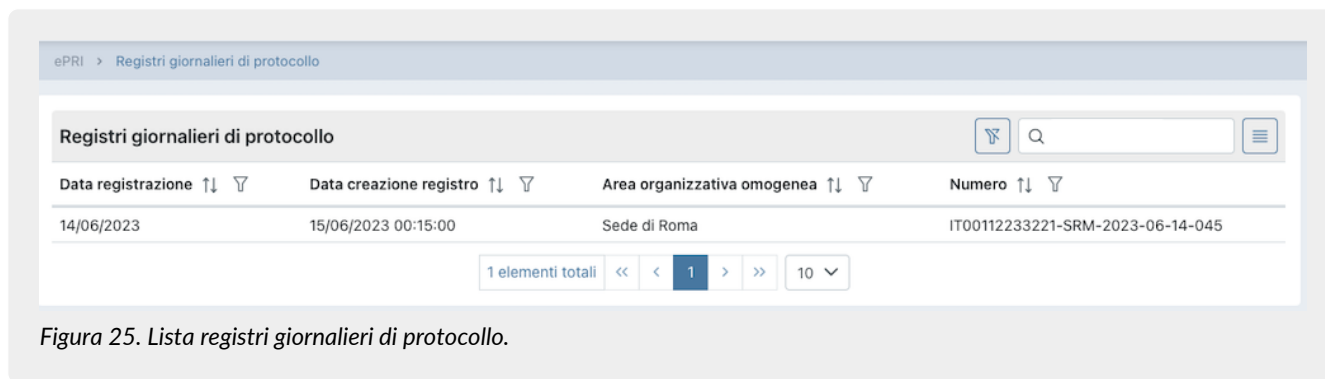 ePRI > Registri giornalieri di protocollo
Registri giornalieri di protocollo
Data registrazione Data creazione registro Area organizzativa omogenea Numero
14/06/2023 15/06/2023 00:15:00 Sede di Roma IT00112233221-SRM-2023-06-14-045
1 elementi totali << < 1 > >> 10
Figura 25. Lista registri giornalieri di protocollo.